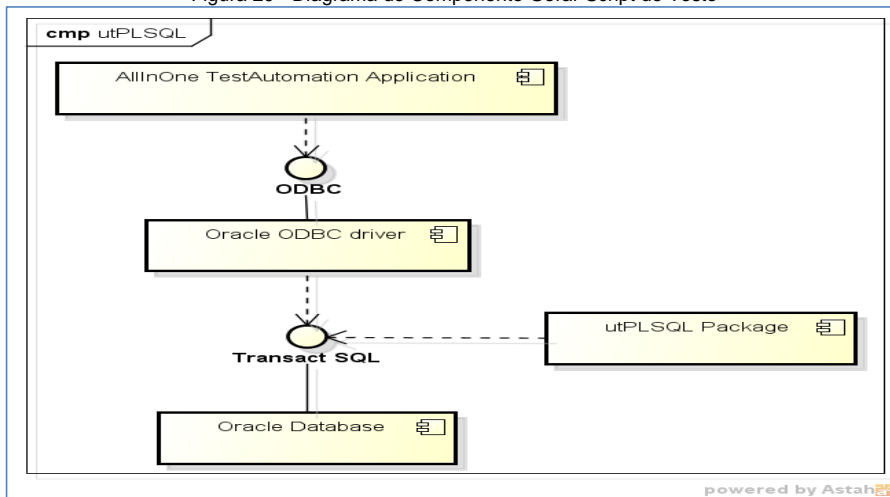 cmp utPLSQL
AllInOne TestAutomation Application
ODBC
Oracle ODBC driver
utPLSQL Package
Transact SQL
Oracle Database
powered by Astah